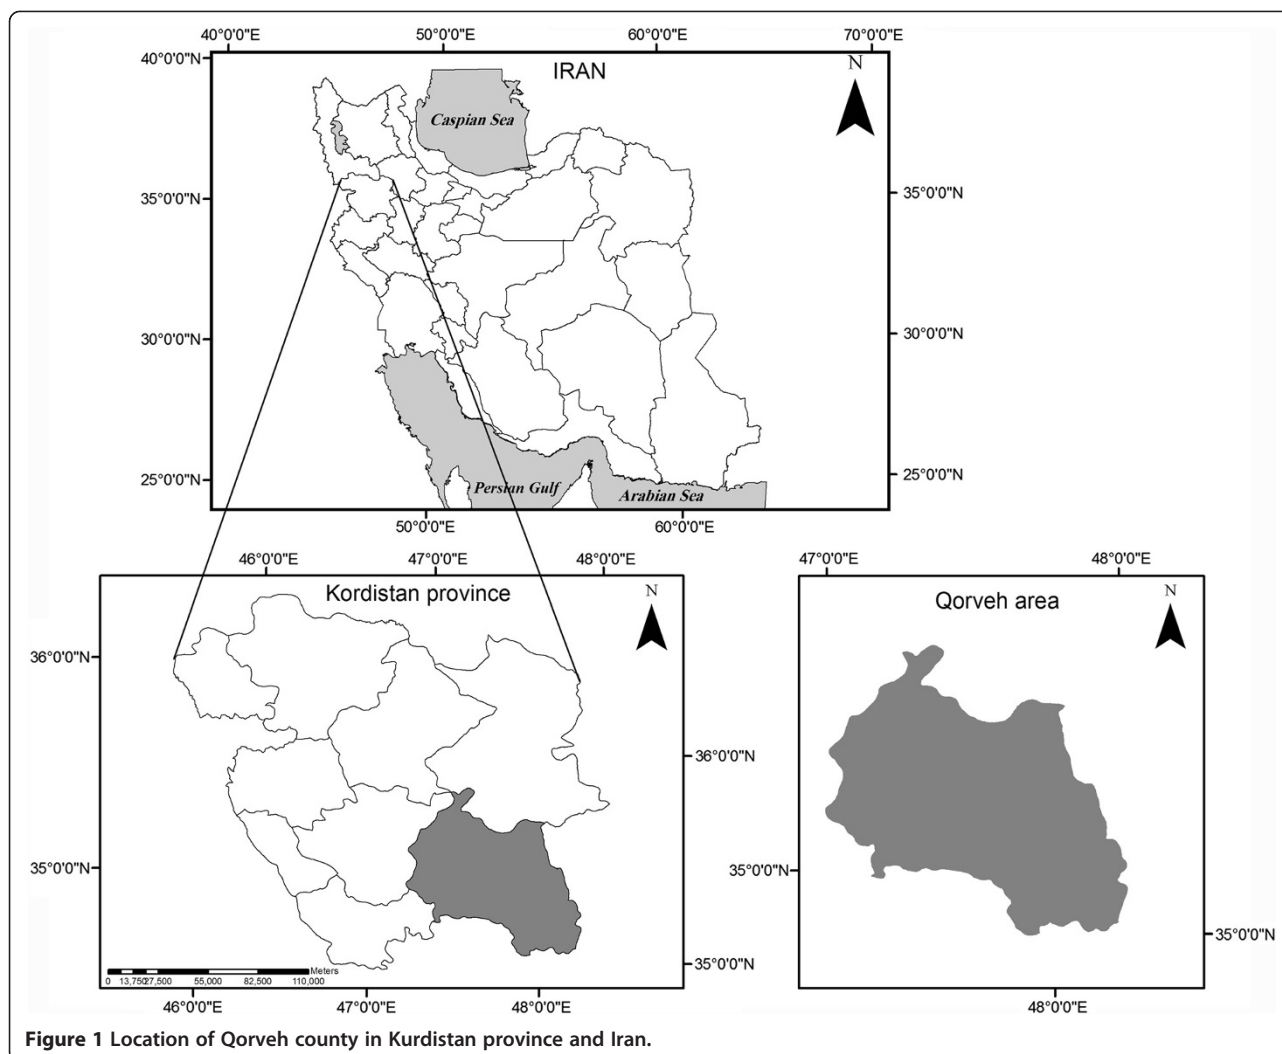 40°0'0"E 50°0'0"E 60°0'0"E 70°0'0"E
40°0'0"N
IRAN
N
Caspian Sea
35°0'0"N
35°0'0"N
30°0'0"N
30°0'0"N
25°0'0"N
25°0'0"N
Persian Gulf
Arabian Sea
50°0'0"E 60°0'0"E
46°0'0"E 47°0'0"E 48°0'0"E
Kordistan province
N
36°0'0"N
36°0'0"N
35°0'0"N
35°0'0"N
Meters
0 13,750 27,500 55,000 82,500 110,000
46°0'0"E 47°0'0"E 48°0'0"E
47°0'0"E 48°0'0"E
Qorveh area
N
35°0'0"N
35°0'0"N
48°0'0"E
Figure 1 Location of Qorveh county in Kurdistan province and Iran.